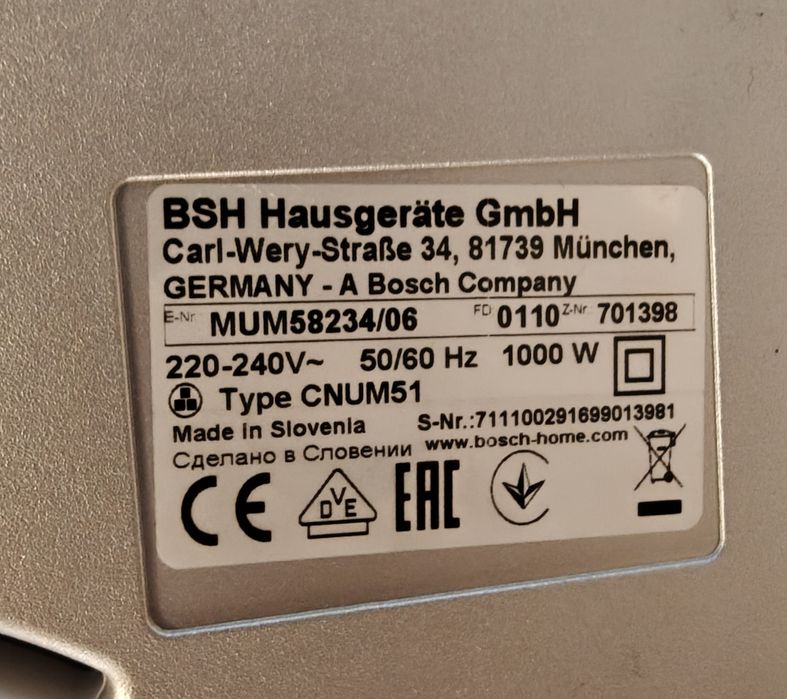 BSH Hausgeräte GmbH
Carl-Wery-Straße 34, 81739 München,
GERMANY - A Bosch Company
E-Nr MUM58234/06 FD 0110 Z-Nr 701398
220-240V~ 50/60 Hz 1000 W
Type CNUM51
Made in Slovenia S-Nr.:711100291699013981
Сделано в Словении www.bosch-home.com
CE DVE EAC